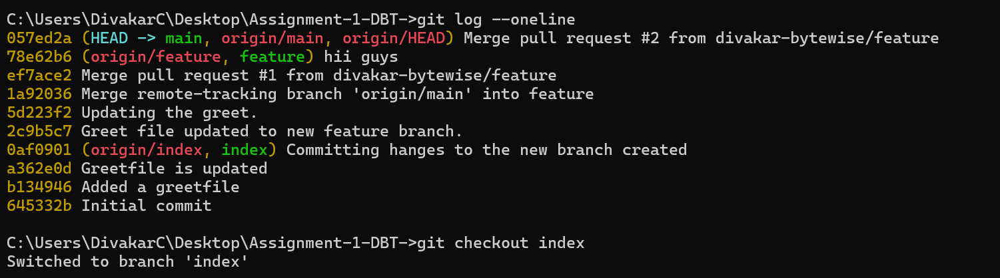 C:\Users\DivakarC\Desktop\Assignment-1-DBT->git log --oneline
057ed2a (HEAD -> main, origin/main, origin/HEAD) Merge pull request #2 from divakar-bytewise/feature
78e62b6 (origin/feature, feature) hii guys
ef7ace2 Merge pull request #1 from divakar-bytewise/feature
1a92036 Merge remote-tracking branch 'origin/main' into feature
5d223f2 Updating the greet.
2c9b5c7 Greet file updated to new feature branch.
0af0901 (origin/index, index) Committing hanges to the new branch created
a362e0d Greetfile is updated
b134946 Added a greetfile
645332b Initial commit
C:\Users\DivakarC\Desktop\Assignment-1-DBT->git checkout index
Switched to branch 'index'